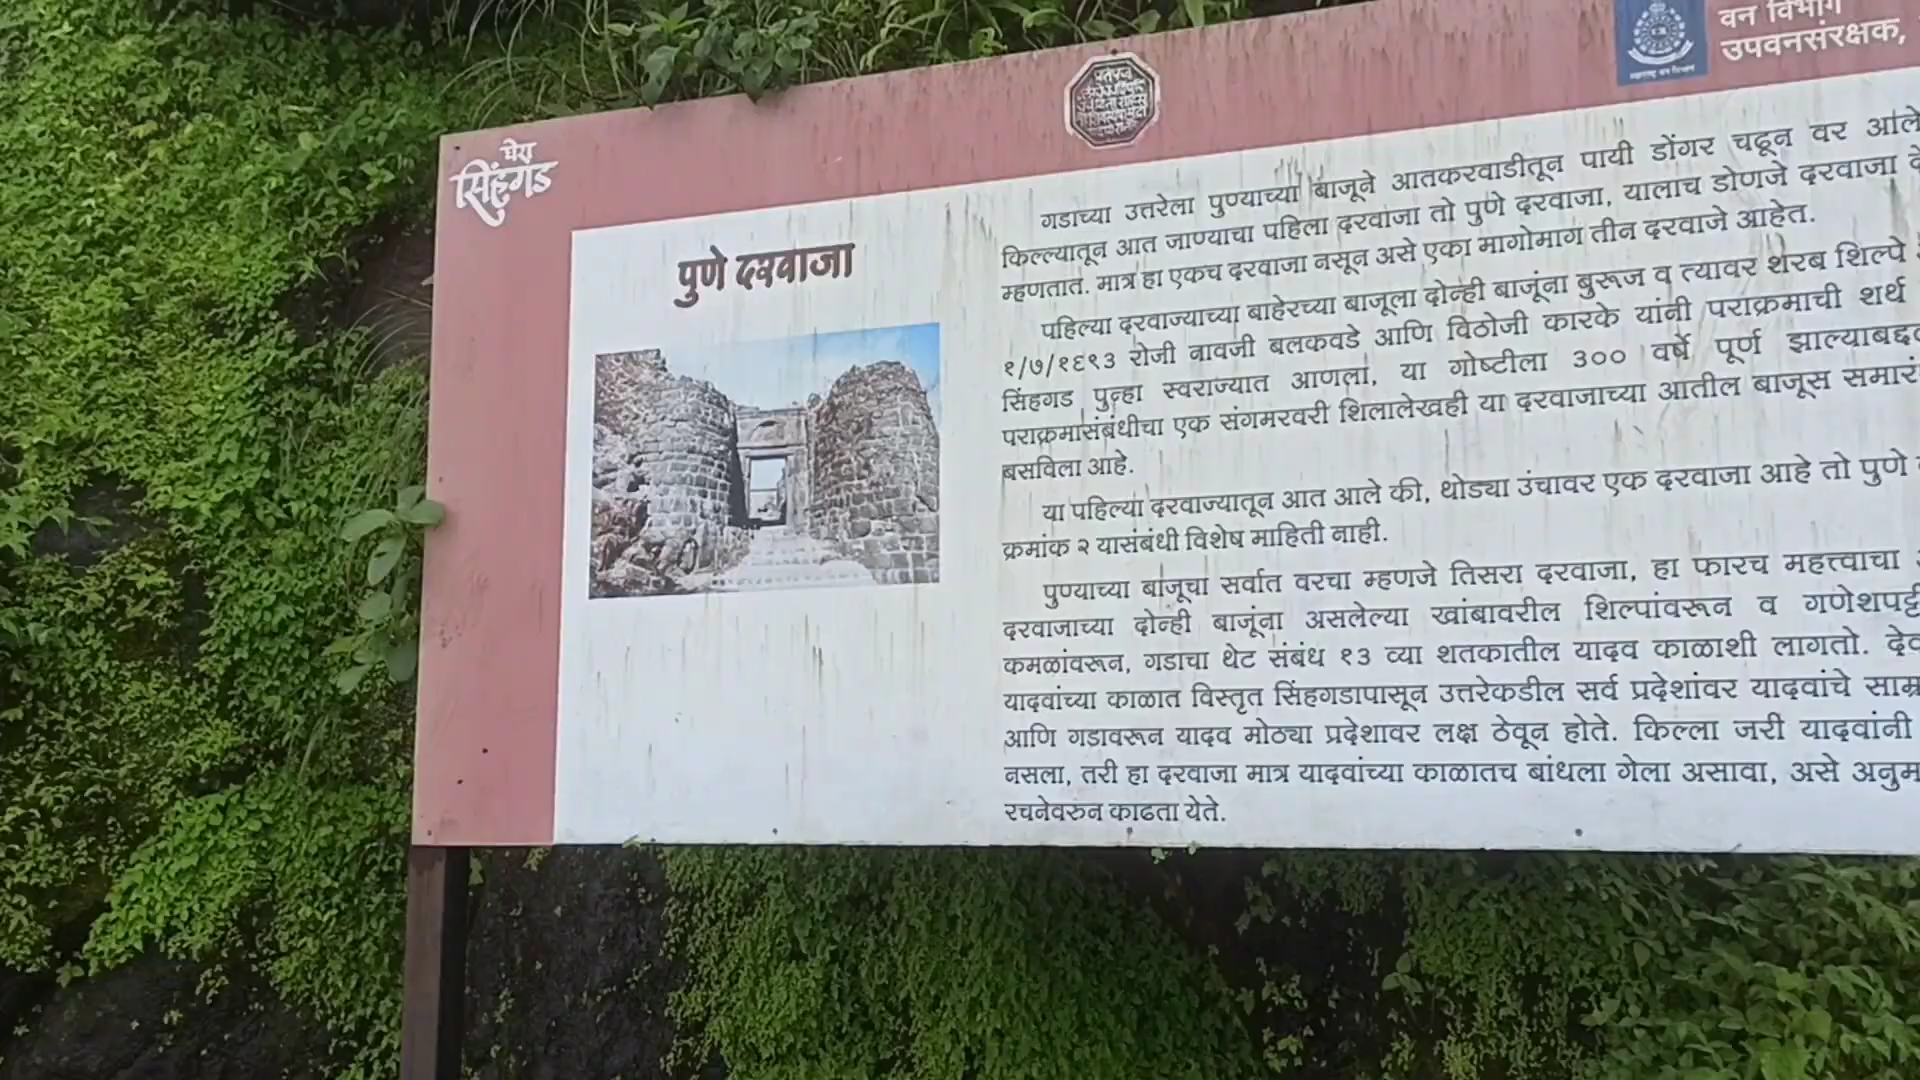 घेरा
सिंहगड
वन विभाग
उपवनसंरक्षक,
पुणे दरवाजा
गडाच्या उत्तरेला पुण्याच्या बाजूने आतकरवाडीतून पायी डोंगर चढून वर आले
किल्ल्यातून आत जाण्याचा पहिला दरवाजा तो पुणे दरवाजा, यालाच डोणजे दरवाजा
म्हणतात. मात्र हा एकच दरवाजा नसून असे एका मागोमाग तीन दरवाजे आहेत.
पहिल्या दरवाज्याच्या बाहेरच्या बाजूला दोन्ही बाजूंना बुरूज व त्यावर शरब शिल्पे
१/७/१६९३ रोजी नावजी बलकवडे आणि विठोजी कारके यांनी पराक्रमाची शर्थ
सिंहगड पुन्हा स्वराज्यात आणला, या गोष्टीला ३०० वर्षे पूर्ण झाल्याबद्दल
पराक्रमासंबंधीचा एक संगमरवरी शिलालेखही या दरवाजाच्या आतील बाजूस
बसविला आहे.
या पहिल्या दरवाज्यातून आत आले की, थोड्या उंचावर एक दरवाजा आहे तो पुणे
क्रमांक २ यासंबंधी विशेष माहिती नाही.
पुण्याच्या बाजूचा सर्वात वरचा म्हणजे तिसरा दरवाजा, हा फारच महत्त्वाचा
दरवाजाच्या दोन्ही बाजूंना असलेल्या खांबावरील शिल्पांवरून व गणेशपट्टी
कमळांवरून, गडाचा थेट संबंध १३ व्या शतकातील यादव काळाशी लागतो.
यादवांच्या काळात विस्तृत सिंहगडापासून उत्तरेकडील सर्व प्रदेशांवर यादवांचे
आणि गडावरून यादव मोठ्या प्रदेशावर लक्ष ठेवून होते. किल्ला जरी यादवांनी
नसला, तरी हा दरवाजा मात्र यादवांच्या काळातच बांधला गेला असावा, असे
रचनेवरुन काढता येते.